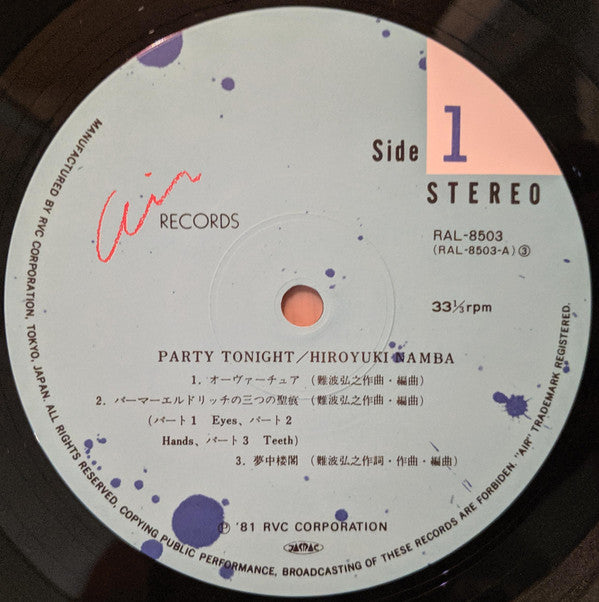 Side 1
STEREO
Air RECORDS
RAL-8503
(RAL-8503-A)③
33⅓rpm
PARTY TONIGHT／HIROYUKI NAMBA
1．オーヴァーチュア（難波弘之作曲・編曲）
2．パーマーエルドリッチの三つの聖痕（難波弘之作曲・編曲）
（パート1 Eyes、パート2
Hands、パート3 Teeth）
3．夢中楼閣（難波弘之作詞・作曲・編曲）
Ⓟ '81 RVC CORPORATION
JASRAC
MANUFACTURED BY RVC CORPORATION, TOKYO, JAPAN. ALL RIGHTS RESERVED. COPYING PUBLIC PERFORMANCE, BROADCASTING OF THESE RECORDS ARE FORBIDEN. "AIR" TRADEMARK REGISTERED.